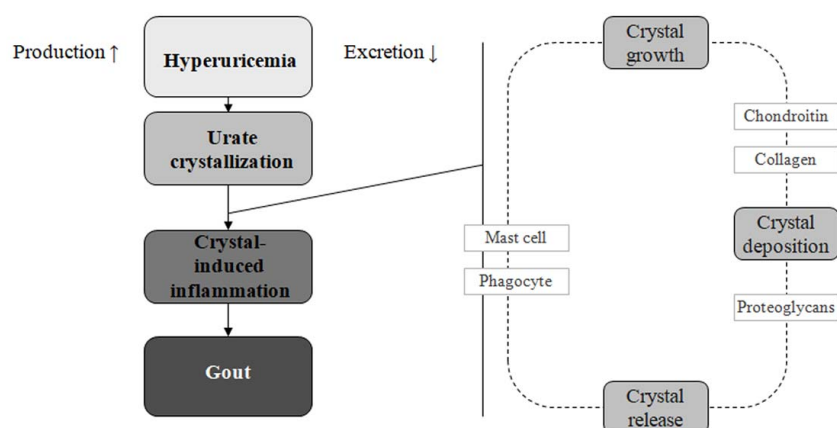 Production ↑
Hyperuricemia
Excretion ↓
Urate
crystallization
Crystal-
induced
inflammation
Gout
Crystal
growth
Chondroitin
Collagen
Crystal
deposition
Mast cell
Phagocyte
Proteoglycans
Crystal
release